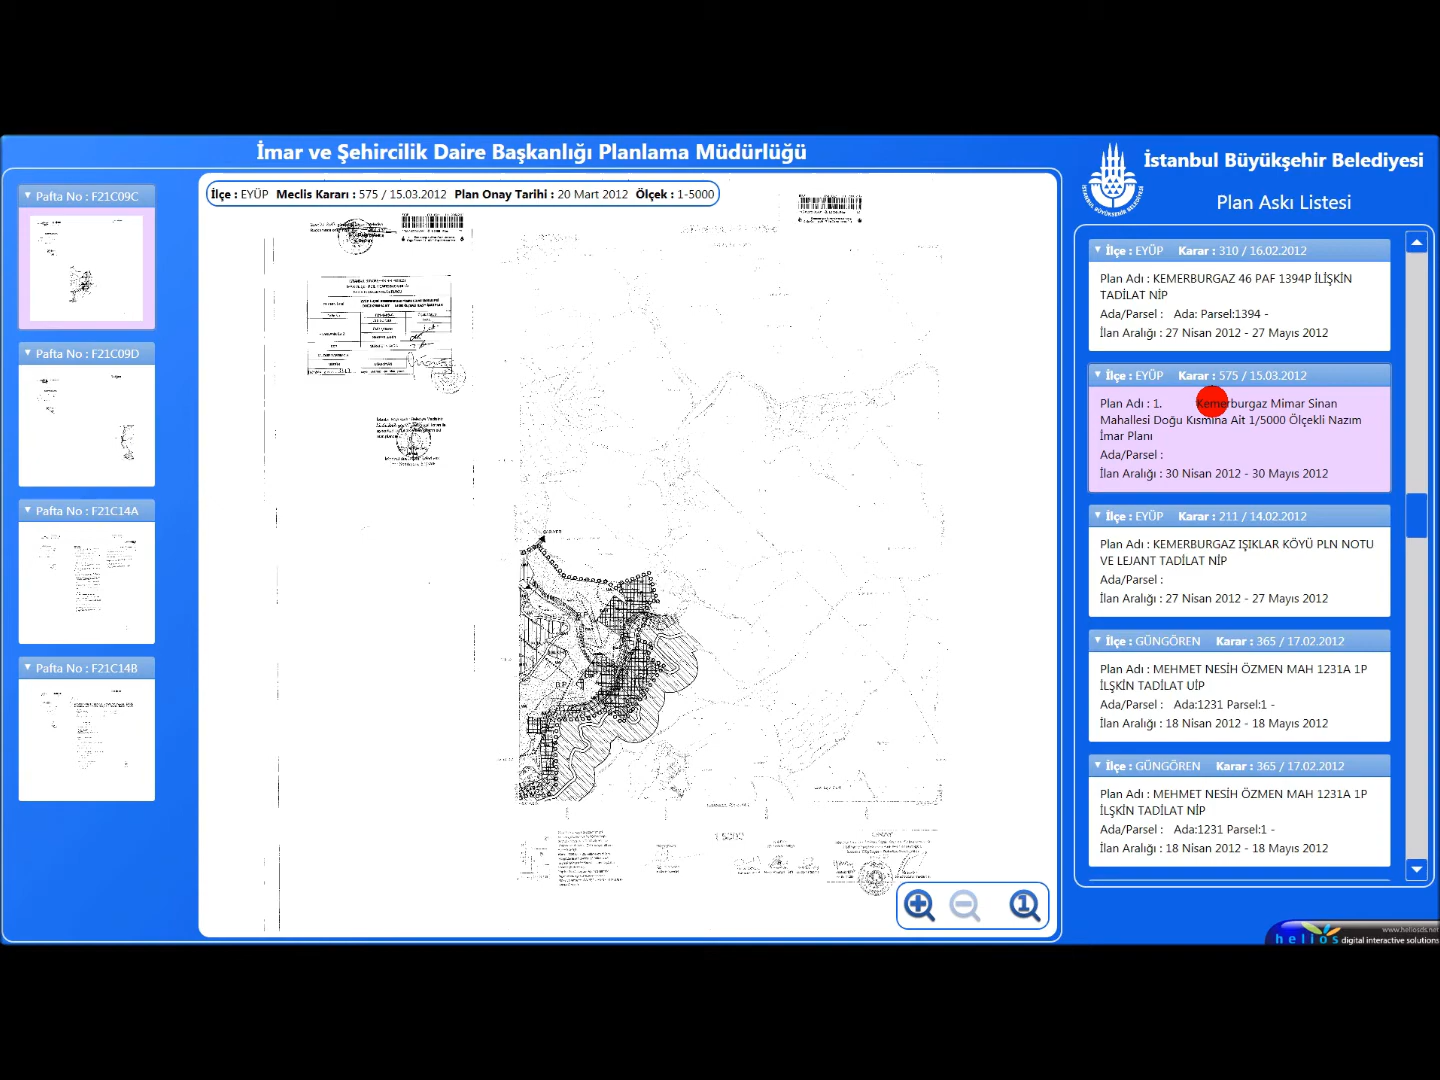 İmar ve Şehircilik Daire Başkanlığı Planlama Müdürlüğü
İstanbul Büyükşehir Belediyesi
Plan Askı Listesi
İSTANBUL BÜYÜKŞEHİR BELEDİYESİ
Pafta No : F21C09C
Pafta No : F21C09D
Pafta No : F21C14A
Pafta No : F21C14B
İlçe : EYÜP Meclis Kararı : 575 / 15.03.2012 Plan Onay Tarihi : 20 Mart 2012 Ölçek : 1-5000
İlçe : EYÜP Karar : 310 / 16.02.2012
Plan Adı : KEMERBURGAZ 46 PAF 1394P İLİŞKİN
TADİLAT NİP
Ada/Parsel : Ada: Parsel:1394 -
İlan Aralığı : 27 Nisan 2012 - 27 Mayıs 2012
İlçe : EYÜP Karar : 575 / 15.03.2012
Plan Adı : 1. Kemerburgaz Mimar Sinan
Mahallesi Doğu Kısmına Ait 1/5000 Ölçekli Nazım
İmar Planı
Ada/Parsel :
İlan Aralığı : 30 Nisan 2012 - 30 Mayıs 2012
İlçe : EYÜP Karar : 211 / 14.02.2012
Plan Adı : KEMERBURGAZ IŞIKLAR KÖYÜ PLN NOTU
VE LEJANT TADİLAT NİP
Ada/Parsel :
İlan Aralığı : 27 Nisan 2012 - 27 Mayıs 2012
İlçe : GÜNGÖREN Karar : 365 / 17.02.2012
Plan Adı : MEHMET NESİH ÖZMEN MAH 1231A 1P
İLŞKİN TADİLAT UİP
Ada/Parsel : Ada:1231 Parsel:1 -
İlan Aralığı : 18 Nisan 2012 - 18 Mayıs 2012
İlçe : GÜNGÖREN Karar : 365 / 17.02.2012
Plan Adı : MEHMET NESİH ÖZMEN MAH 1231A 1P
İLŞKİN TADİLAT NİP
Ada/Parsel : Ada:1231 Parsel:1 -
İlan Aralığı : 18 Nisan 2012 - 18 Mayıs 2012
1
www.heliosds.net
helios digital interactive solutions